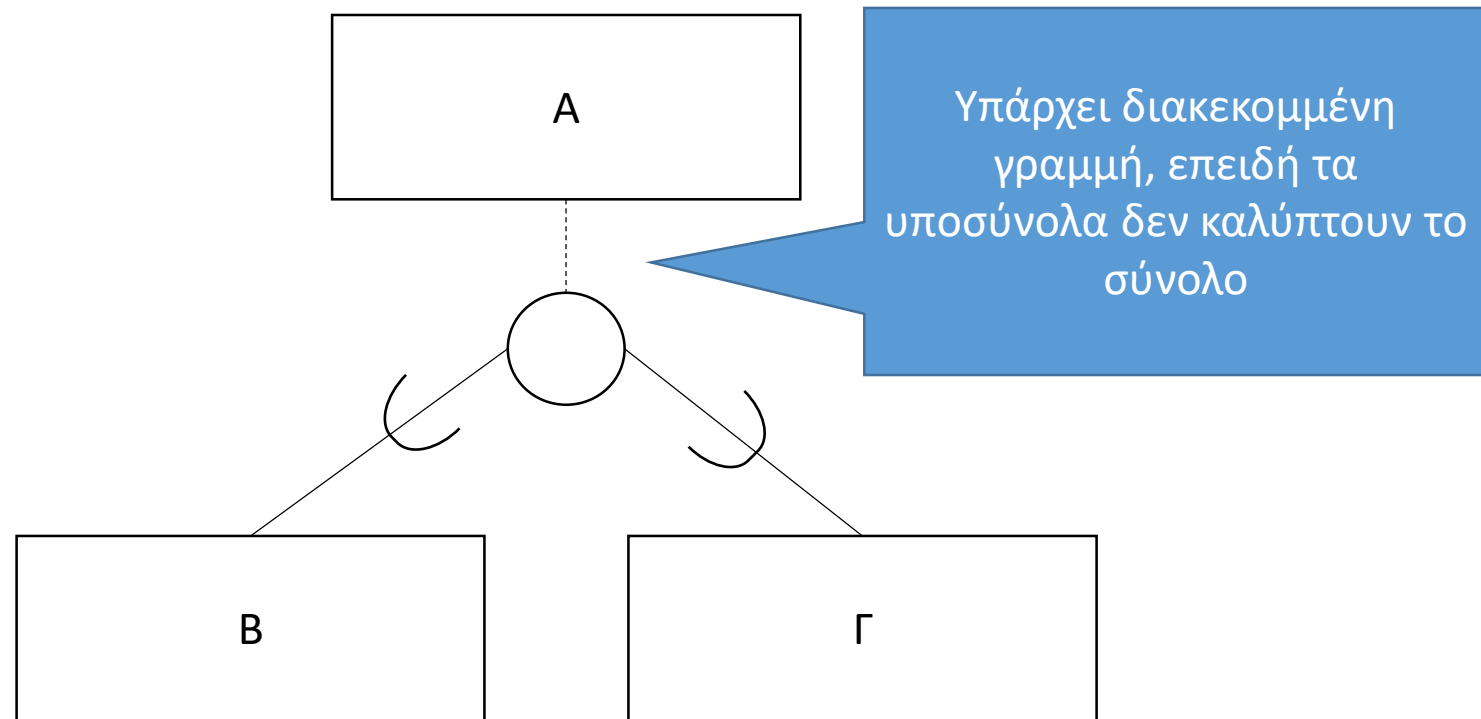 Α
Υπάρχει διακεκομμένη
γραμμή, επειδή τα
υποσύνολα δεν καλύπτουν το
σύνολο
Β
Γ